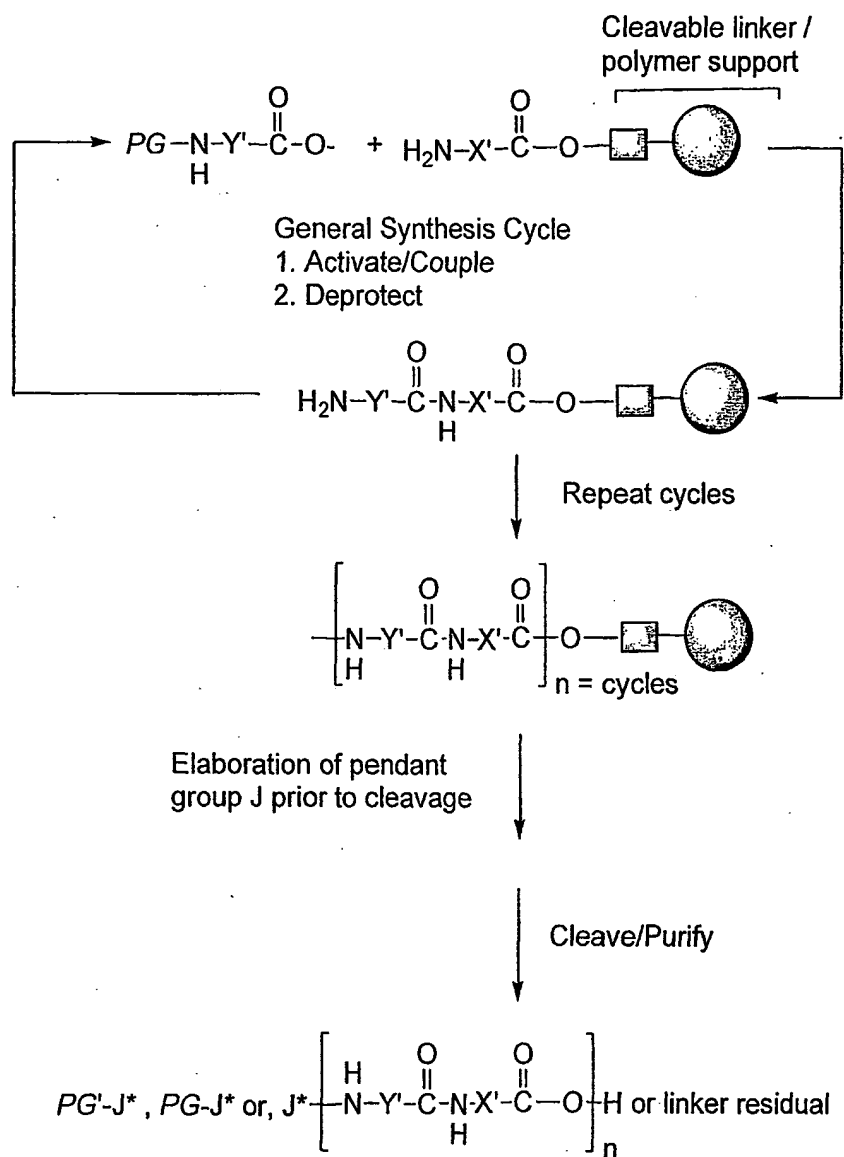 Cleavable linker /
polymer support
O
PG-N-Y'-C-O- + H₂N-X'-C-O
H
O
General Synthesis Cycle
1. Activate/Couple
2. Deprotect
O O
H₂N-Y'-C-N-X'-C-O
H
Repeat cycles
O O
N-Y'-C-N-X'-C-O
H H
n = cycles
Elaboration of pendant
group J prior to cleavage
Cleave/Purify
H O O
PG'-J* , PG-J* or, J* N-Y'-C-N-X'-C-O H or linker residual
H
n